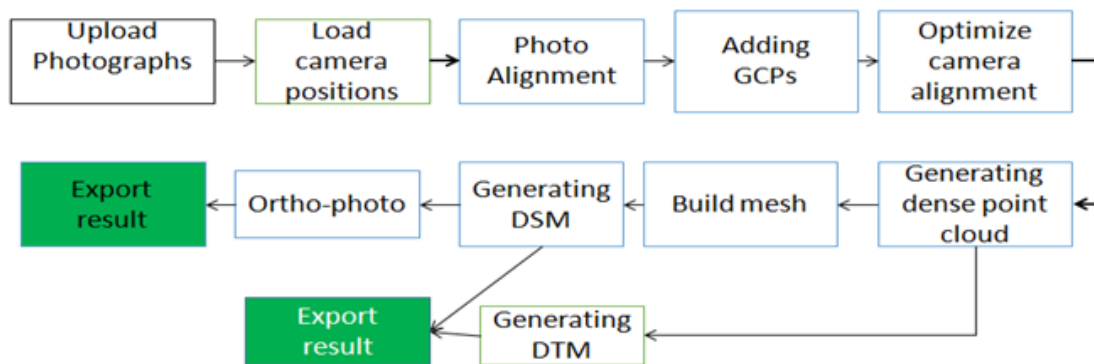 Upload
Photographs
Load
camera
positions
Photo
Alignment
Adding
GCPs
Optimize
camera
alignment
Export
result
Ortho-photo
Generating
DSM
Build mesh
Generating
dense point
cloud
Export
result
Generating
DTM